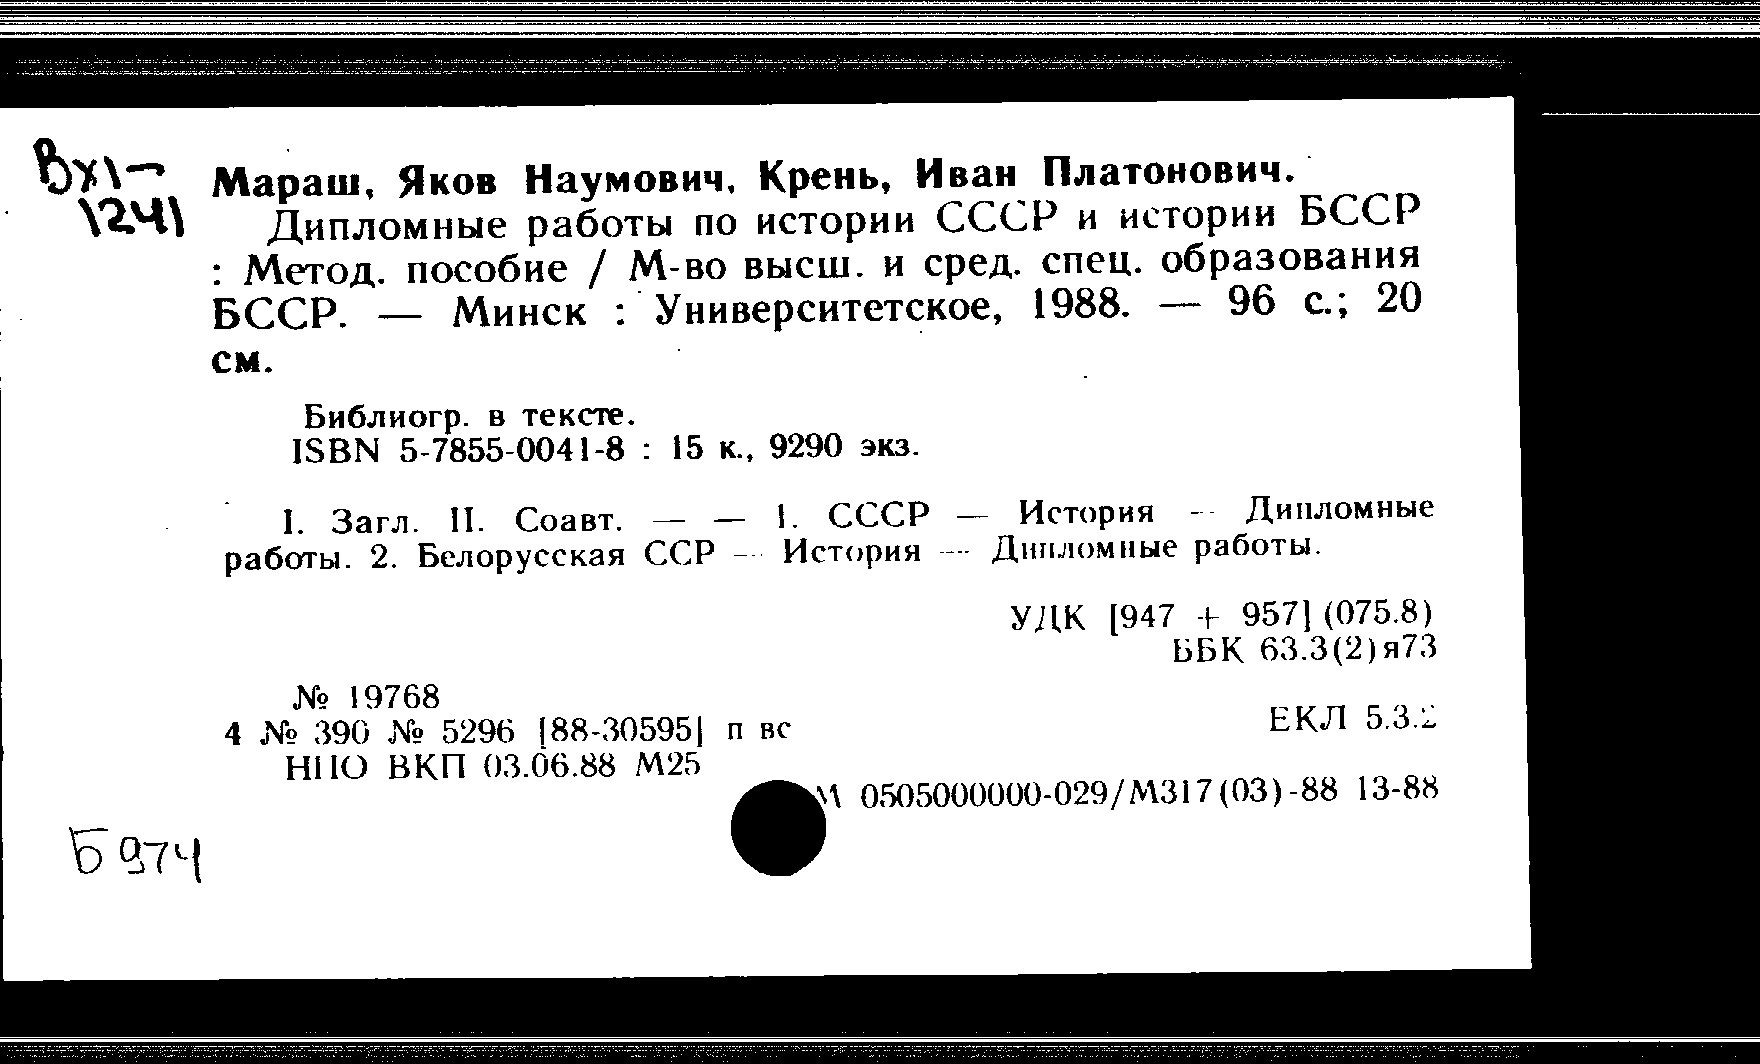 Вх1-
1241
Мараш, Яков Наумович, Крень, Иван Платонович.
Дипломные работы по истории СССР и истории БССР
: Метод. пособие / М-во высш. и сред. спец. образования
БССР. — Минск : Университетское, 1988. — 96 с.; 20
см.
Библиогр. в тексте.
ISBN 5-7855-0041-8 : 15 к., 9290 экз.
I. Загл. II. Соавт. — — 1. СССР — История — Дипломные
работы. 2. Белорусская ССР — История — Дипломные работы.
УДК [947 + 957] (075.8)
ББК 63.3(2)я73
№ 19768
4 № 390 № 5296 [88-30595] п вс
ЕКЛ 5.3.2
НПО ВКП 03.06.88 М25
М 0505000000-029/М317(03)-88 13-88
Б 974